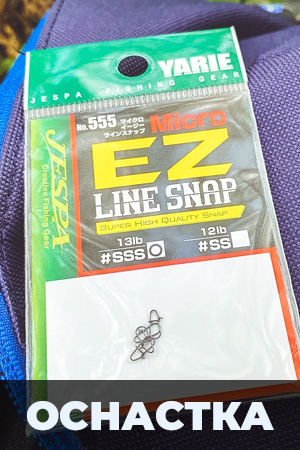 YARIE
JESPA FISHING GEAR
No.555 マイクロ Micro
イージー
ラインスナップ
JESPA
Creative Fishing Gear
EZ
LINE SNAP
SUPER HIGH QUALITY SNAP
13lb 12lb
#SSS #SS
ОСНАСТКА